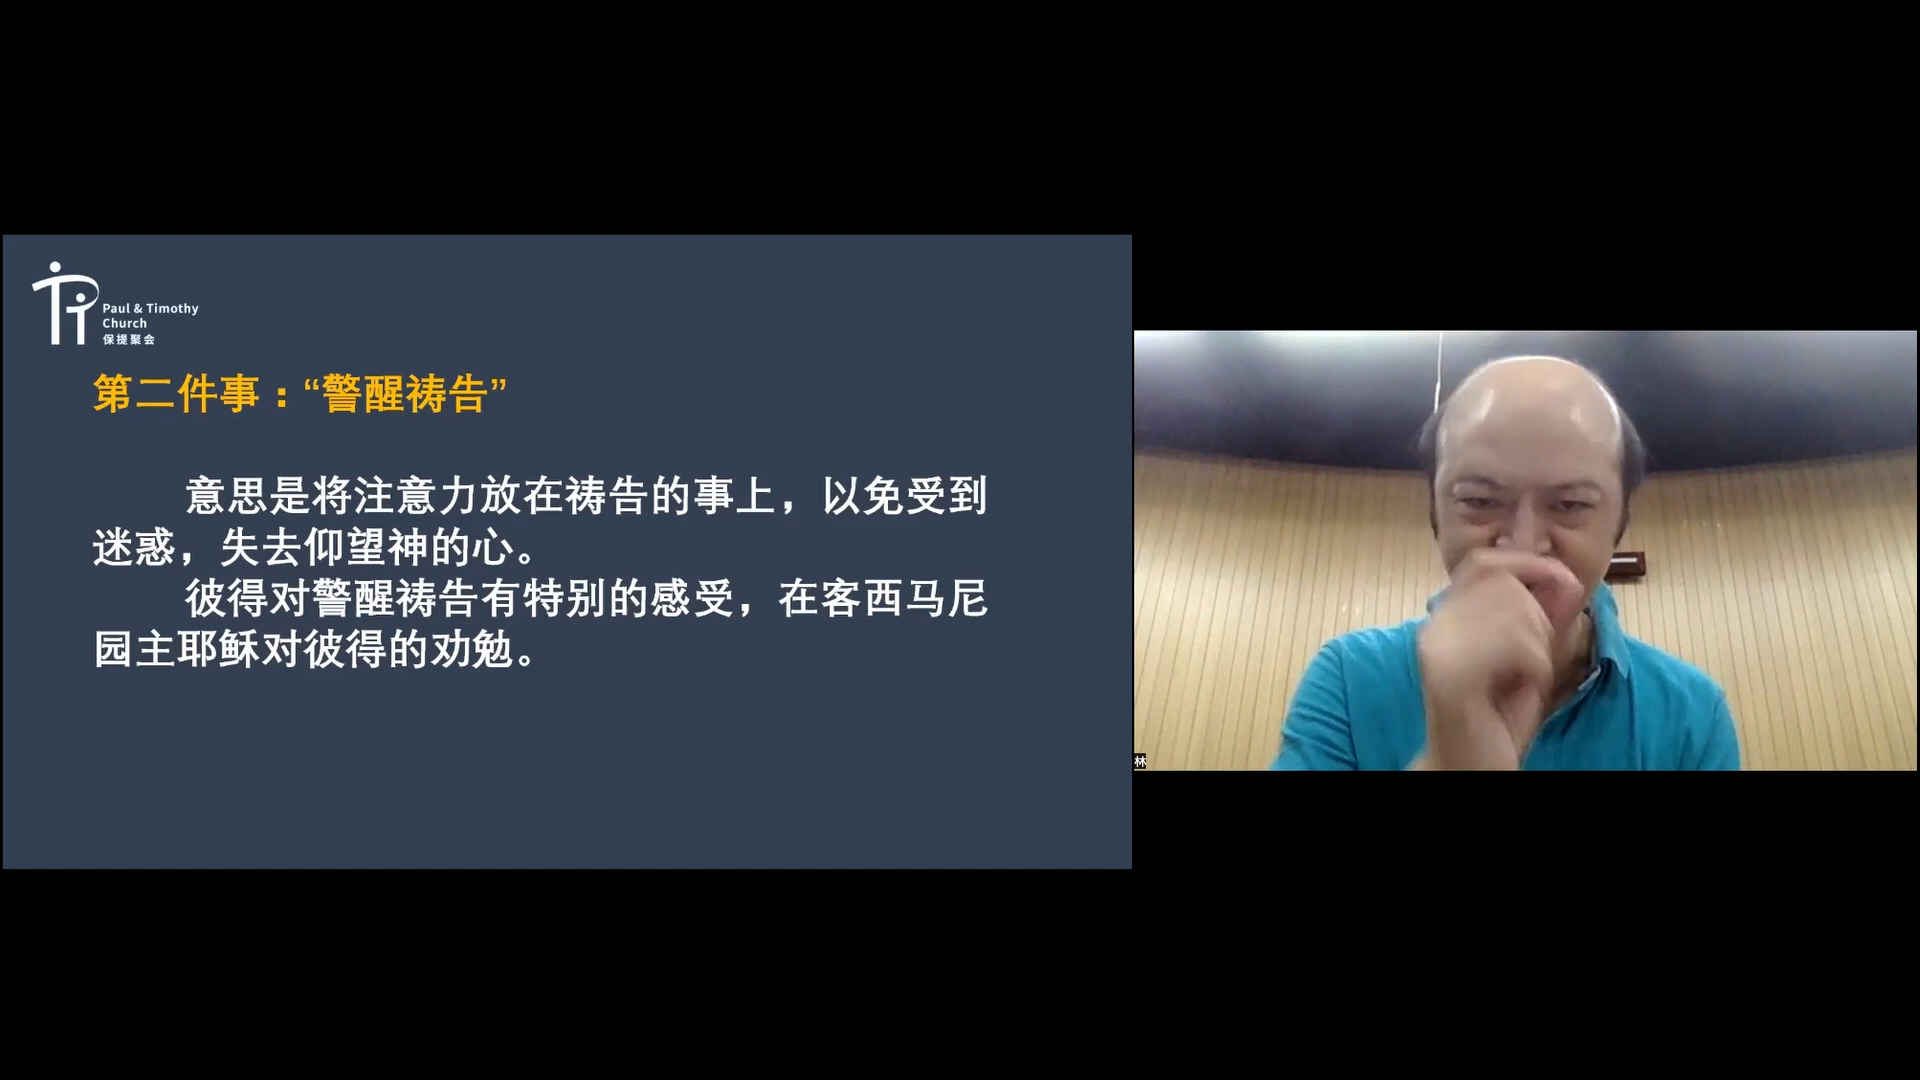 Paul & Timothy
Church
保提聚会
第二件事：“警醒祷告”
意思是将注意力放在祷告的事上，以免受到
迷惑，失去仰望神的心。
彼得对警醒祷告有特别的感受，在客西马尼
园主耶稣对彼得的劝勉。
林